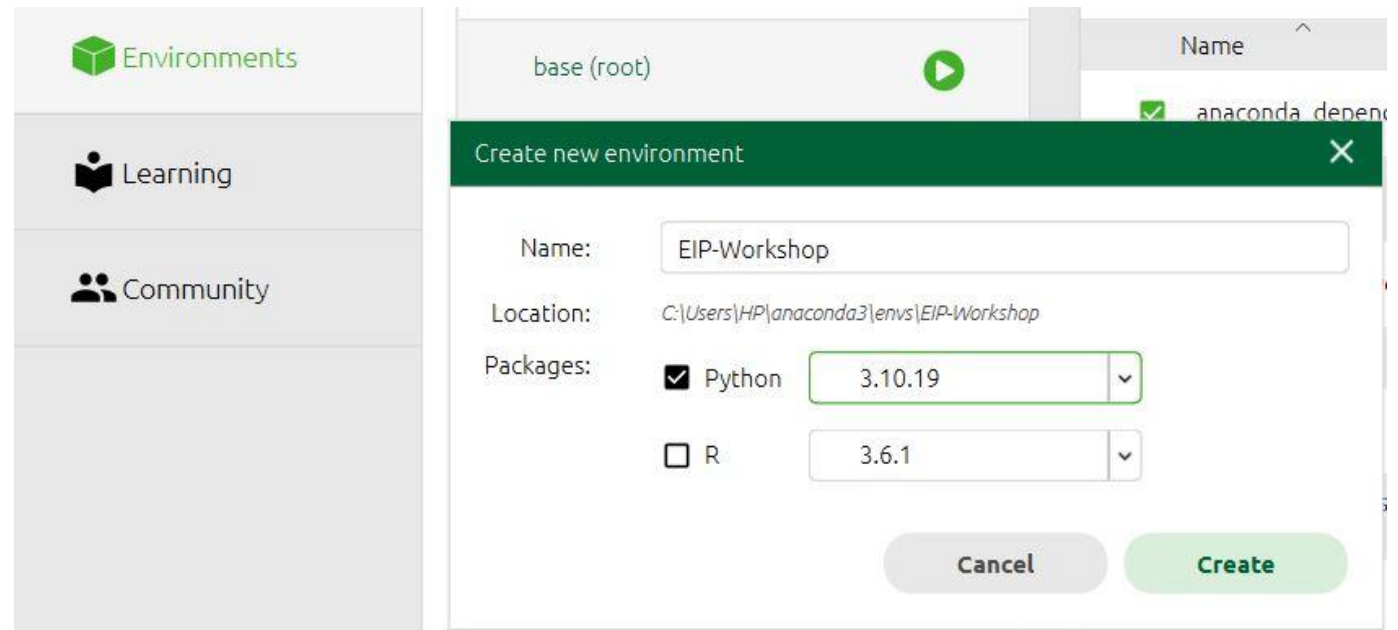 Environments
Learning
Community
base (root)
Name
Create new environment
Name:
EIP-Workshop
Location:
C:\Users\HP\anaconda3\envs\EIP-Workshop
Packages:
Python
3.10.19
R
3.6.1
Cancel
Create